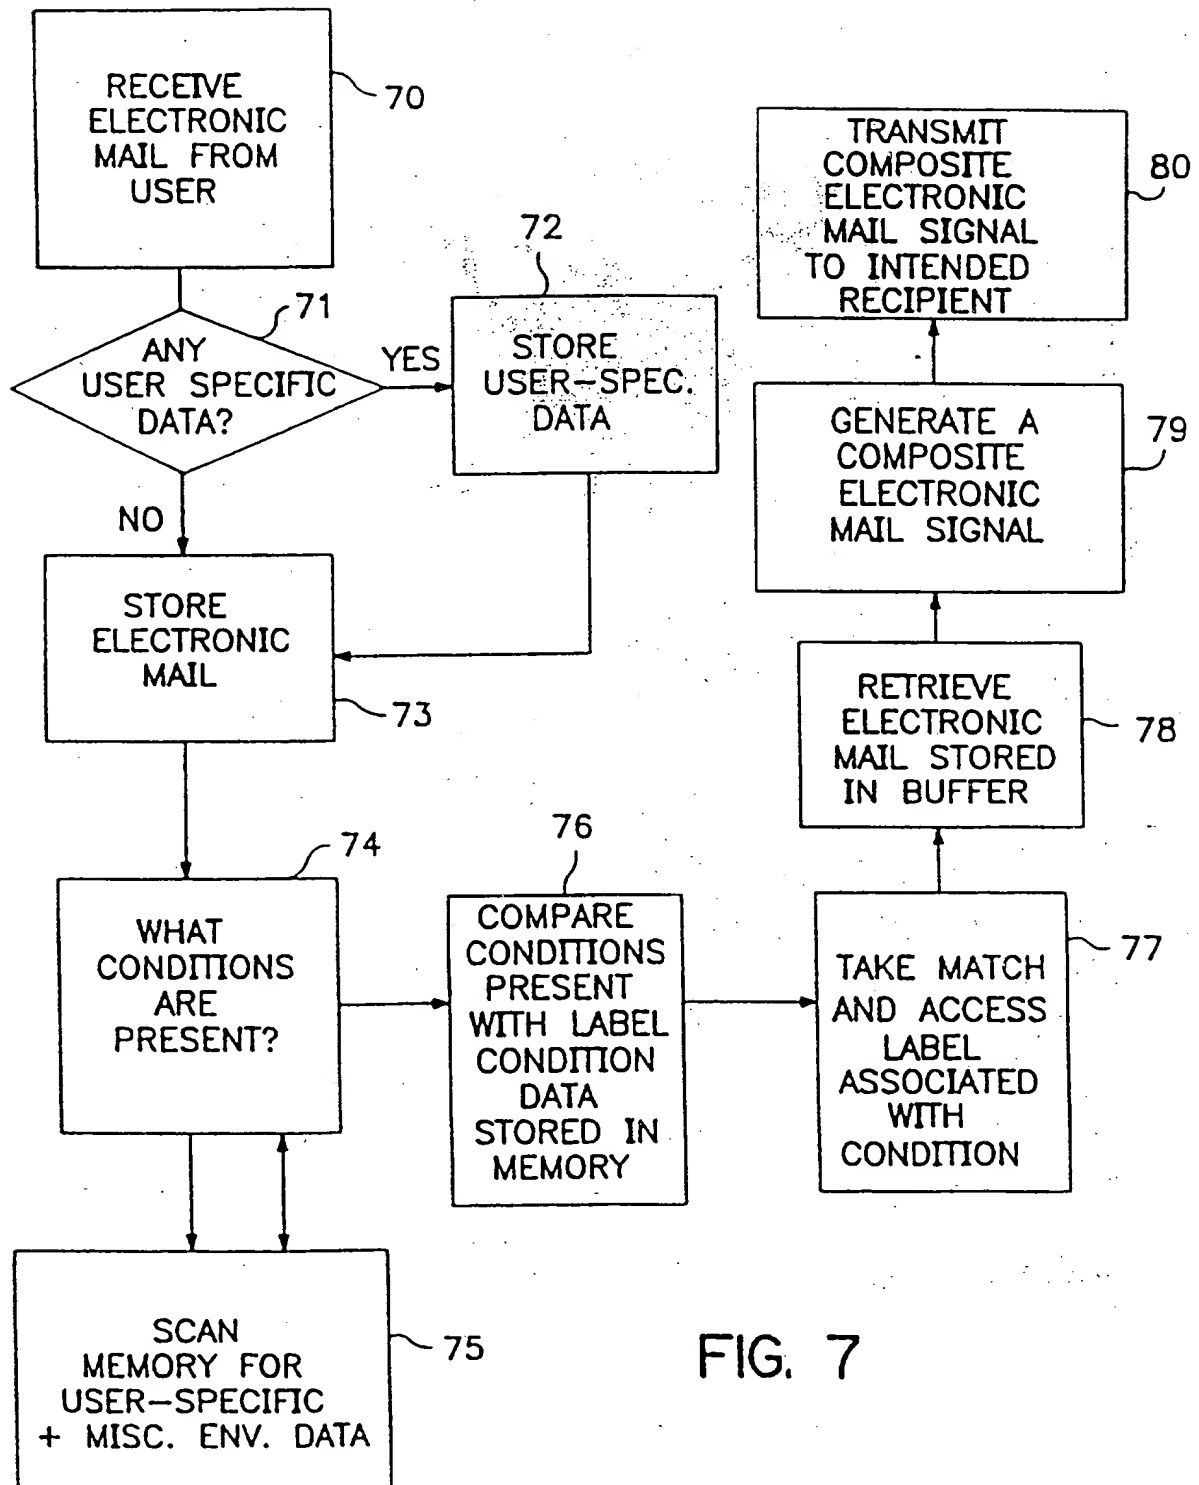 RECEIVE
ELECTRONIC
MAIL FROM
USER
70
71
ANY
USER SPECIFIC
DATA?
YES
NO
72
STORE
USER-SPEC.
DATA
STORE
ELECTRONIC
MAIL
73
74
WHAT
CONDITIONS
ARE
PRESENT?
SCAN
MEMORY FOR
USER-SPECIFIC
+ MISC. ENV. DATA
75
76
COMPARE
CONDITIONS
PRESENT
WITH LABEL
CONDITION
DATA
STORED IN
MEMORY
TAKE MATCH
AND ACCESS
LABEL
ASSOCIATED
WITH
CONDITION
77
RETRIEVE
ELECTRONIC
MAIL STORED
IN BUFFER
78
GENERATE A
COMPOSITE
ELECTRONIC
MAIL SIGNAL
79
TRANSMIT
COMPOSITE
ELECTRONIC
MAIL SIGNAL
TO INTENDED
RECIPIENT
80
FIG. 7